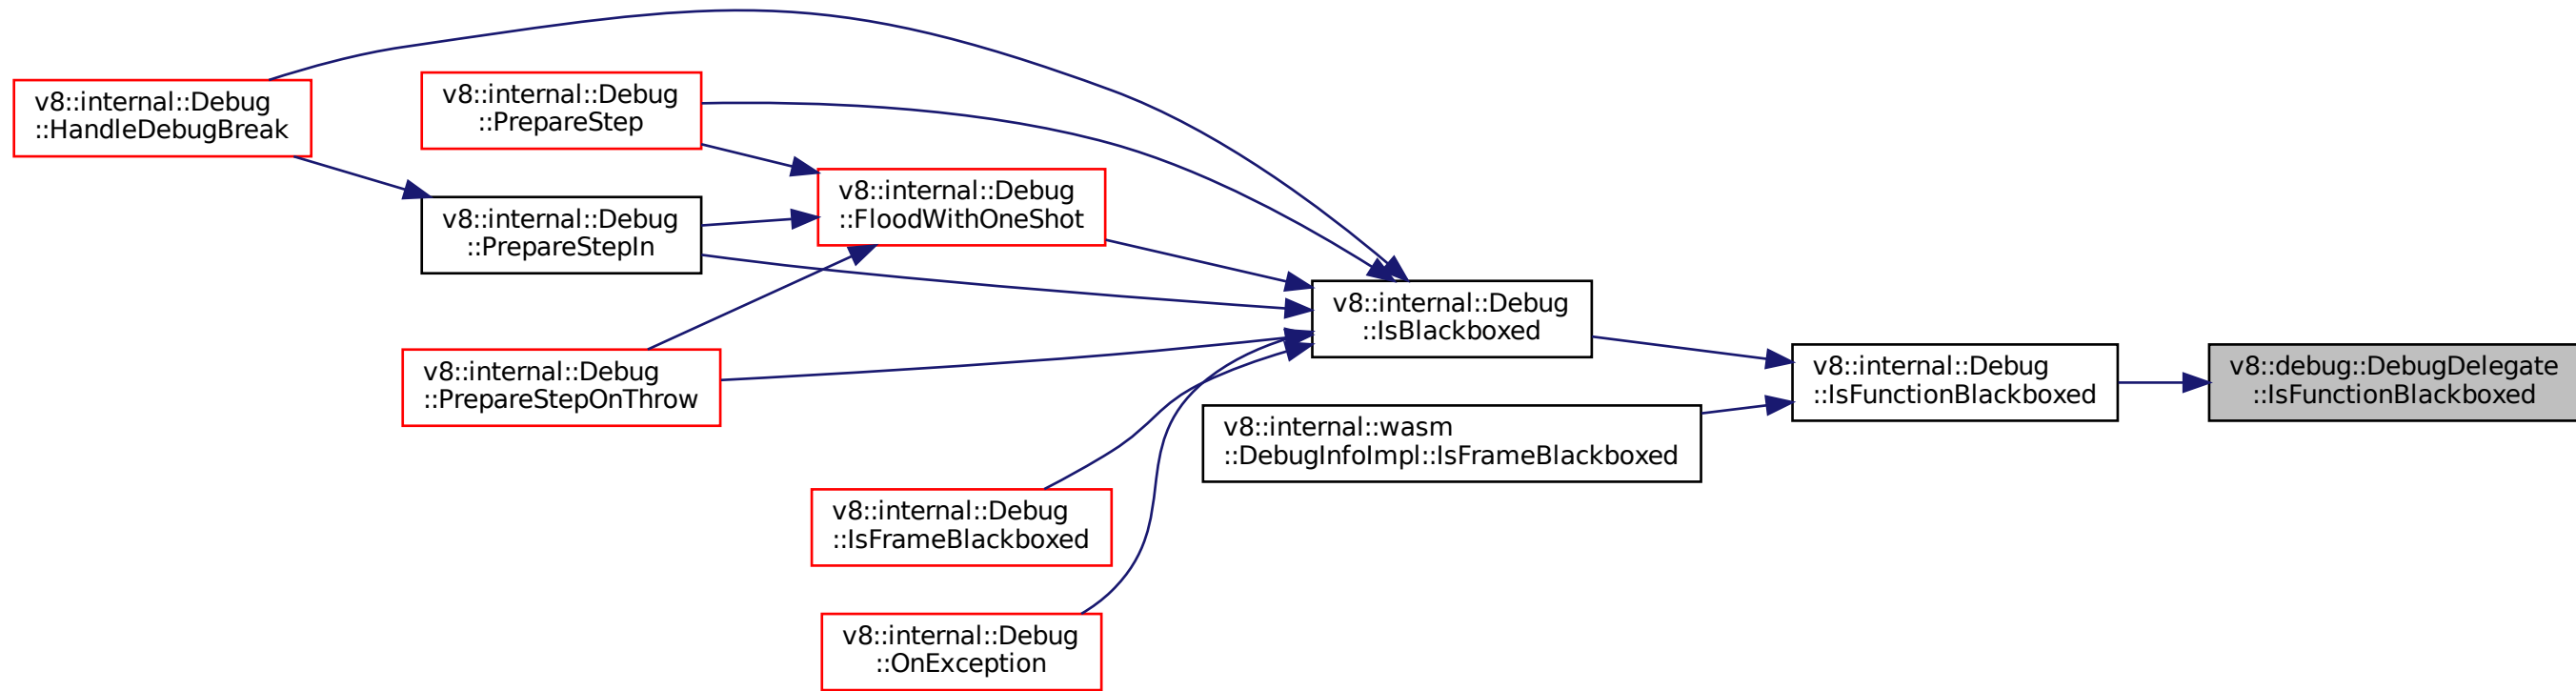 v8::internal::Debug
::HandleDebugBreak
v8::internal::Debug
::PrepareStep
v8::internal::Debug
::PrepareStepIn
v8::internal::Debug
::PrepareStepOnThrow
v8::internal::Debug
::FloodWithOneShot
v8::internal::Debug
::IsFrameBlackboxed
v8::internal::Debug
::OnException
v8::internal::Debug
::IsBlackboxed
v8::internal::wasm
::DebugInfoImpl::IsFrameBlackboxed
v8::internal::Debug
::IsFunctionBlackboxed
v8::debug::DebugDelegate
::IsFunctionBlackboxed